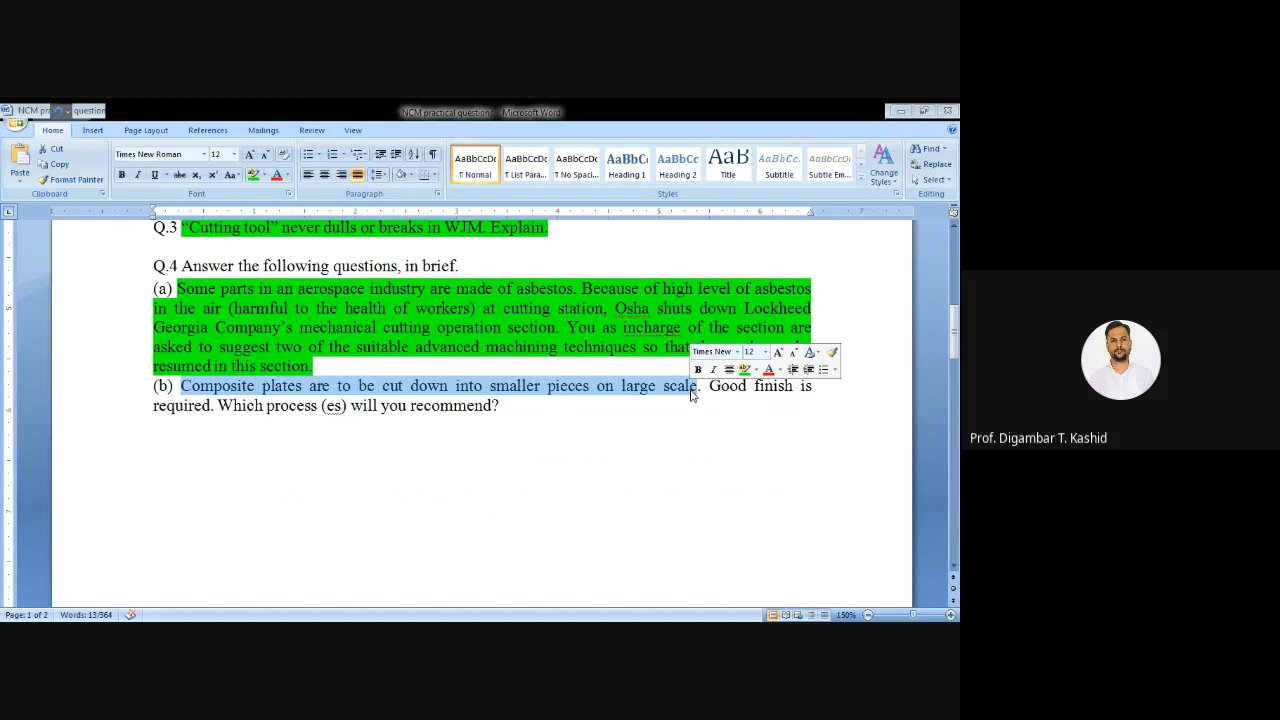 NCM practical question - Microsoft Word
NCM pr question
Home Insert Page Layout References Mailings Review View
Paste
Cut
Copy
Format Painter
Clipboard
Times New Roman 12
Font
Paragraph
AaBbCcDc AaBbCcDc AaBbCcDc AaBbC AaBbCc AaB AaBbCc. AaBbCcDc
¶ Normal ¶ List Para... ¶ No Spaci... Heading 1 Heading 2 Title Subtitle Subtle Em...
Change Styles
Styles
Find
Replace
Select
Editing
Q.3 “Cutting tool” never dulls or breaks in WJM. Explain.
Q.4 Answer the following questions, in brief.
(a) Some parts in an aerospace industry are made of asbestos. Because of high level of asbestos
in the air (harmful to the health of workers) at cutting station, Osha shuts down Lockheed
Georgia Company’s mechanical cutting operation section. You as incharge of the section are
asked to suggest two of the suitable advanced machining techniques so that
resumed in this section.
Times New 12
(b) Composite plates are to be cut down into smaller pieces on large scale. Good finish is
required. Which process (es) will you recommend?
Prof. Digambar T. Kashid
Page: 1 of 2 Words: 13/364 150%